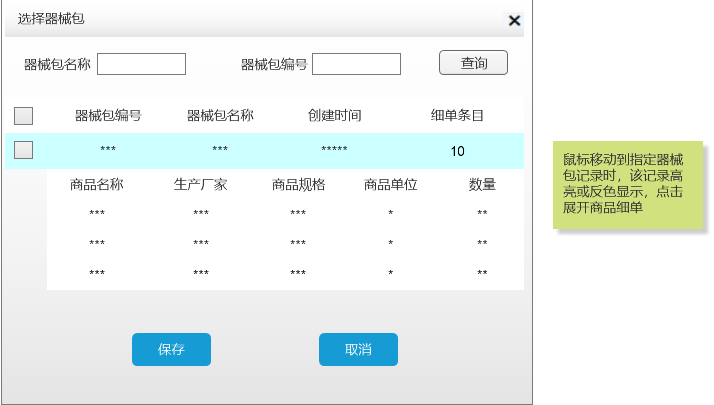 选择器械包
器械包名称 器械包编号 查询
器械包编号 器械包名称 创建时间 细单条目
*** *** ***** 10
商品名称 生产厂家 商品规格 商品单位 数量
*** *** *** * **
*** *** *** * **
*** *** *** * **
保存 取消
鼠标移动到指定器械
包记录时，该记录高
亮或反色显示，点击
展开商品细单